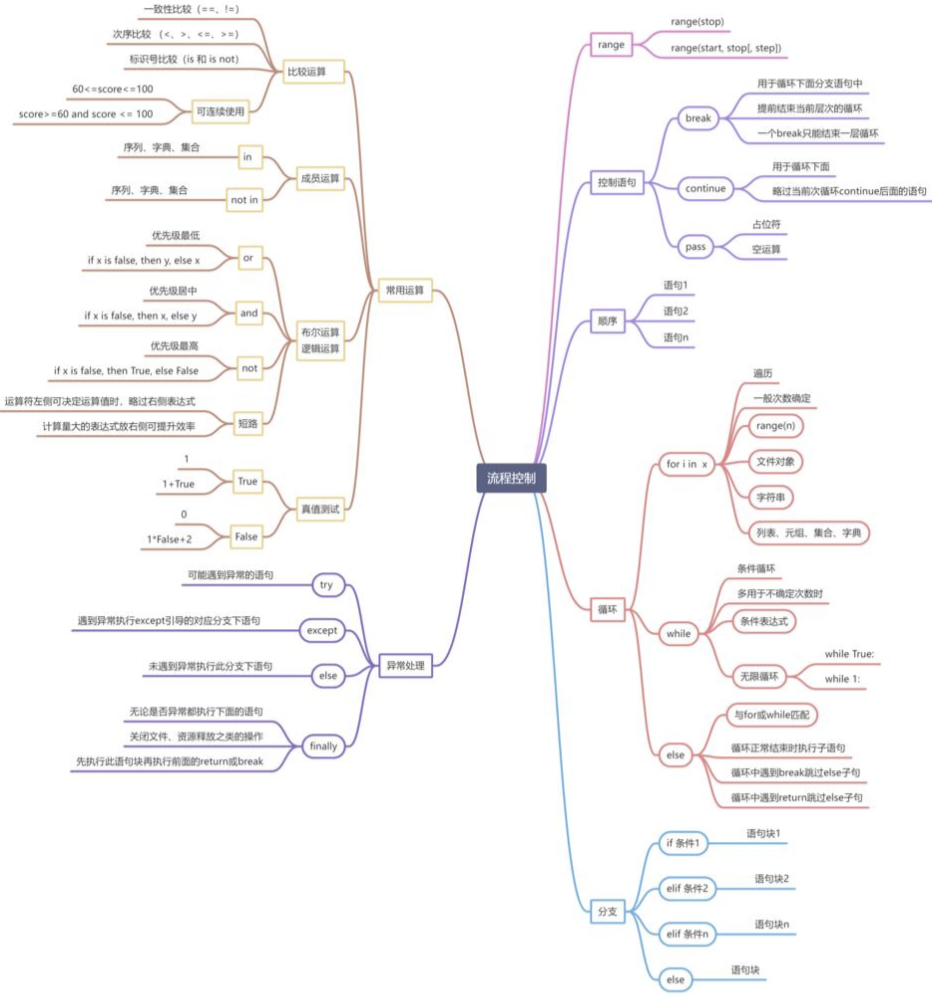 流程控制
range
range(stop)
range(start, stop[, step])
控制语句
break
用于循环下面分支语句中
提前结束当前层次的循环
一个break只能结束一层循环
continue
用于循环下面
略过当前次循环continue后面的语句
pass
占位符
空运算
顺序
语句1
语句2
语句n
循环
for i in x
遍历
一般次数确定
range(n)
文件对象
字符串
列表、元组、集合、字典
while
条件循环
多用于不确定次数时
条件表达式
无限循环
while True:
while 1:
else
与for或while匹配
循环正常结束时执行子语句
循环中遇到break跳过else子句
循环中遇到return跳过else子句
分支
if 条件1
语句块1
elif 条件2
语句块2
elif 条件n
语句块n
else
语句块
常用运算
比较运算
一致性比较（==、!=）
次序比较 （<、>、<=、>=）
标识号比较（is 和 is not）
可连续使用
60<=score<=100
score>=60 and score <= 100
成员运算
in
序列、字典、集合
not in
序列、字典、集合
布尔运算
逻辑运算
or
优先级最低
if x is false, then y, else x
and
优先级居中
if x is false, then x, else y
not
优先级最高
if x is false, then True, else False
短路
运算符左侧可决定运算值时，略过右侧表达式
计算量大的表达式放右侧可提升效率
真值测试
True
1
1+True
False
0
1*False+2
异常处理
try
可能遇到异常的语句
except
遇到异常执行except引导的对应分支下语句
else
未遇到异常执行此分支下语句
finally
无论是否异常都执行下面的语句
关闭文件、资源释放之类的操作
先执行此语句块再执行前面的return或break